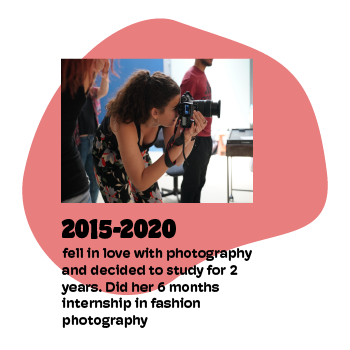 2015-2020
fell in love with photography
and decided to study for 2
years. Did her 6 months
internship in fashion
photography